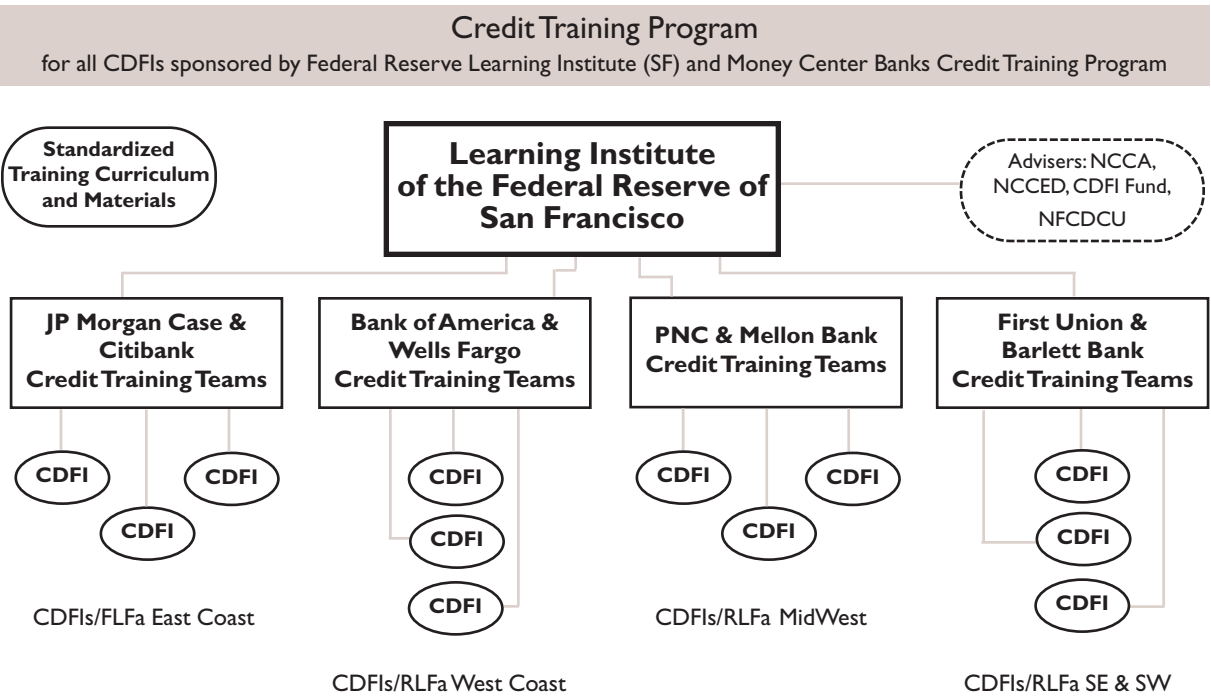 Credit Training Program
for all CDFIs sponsored by Federal Reserve Learning Institute (SF) and Money Center Banks Credit Training Program
Standardized
Training Curriculum
and Materials
Learning Institute
of the Federal Reserve of
San Francisco
Advisers: NCCA,
NCCED, CDFI Fund,
NFCDCU
JP Morgan Case &
Citibank
Credit Training Teams
Bank of America &
Wells Fargo
Credit Training Teams
PNC & Mellon Bank
Credit Training Teams
First Union &
Barlett Bank
Credit Training Teams
CDFI
CDFI
CDFI
CDFIs/FLFa East Coast
CDFI
CDFI
CDFI
CDFIs/RLFa West Coast
CDFI
CDFI
CDFI
CDFIs/RLFa MidWest
CDFI
CDFI
CDFI
CDFIs/RLFa SE & SW